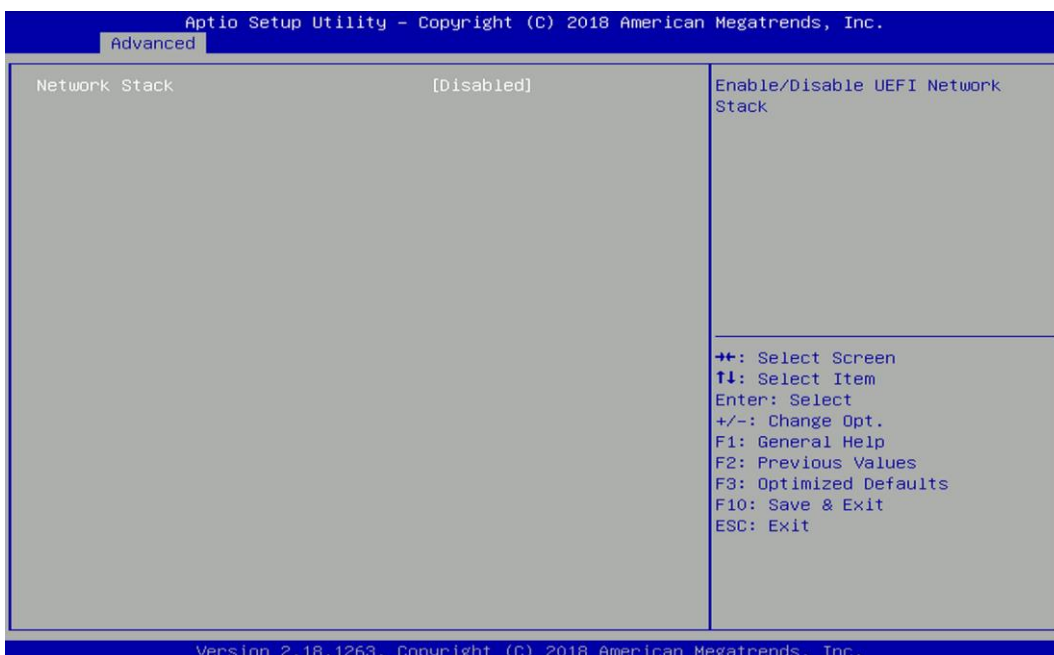 Aptio Setup Utility – Copyright (C) 2018 American Megatrends, Inc.
Advanced
Network Stack [Disabled]
Enable/Disable UEFI Network
Stack
→←: Select Screen
↑↓: Select Item
Enter: Select
+/-: Change Opt.
F1: General Help
F2: Previous Values
F3: Optimized Defaults
F10: Save & Exit
ESC: Exit
Version 2.18.1263. Copyright (C) 2018 American Megatrends, Inc.